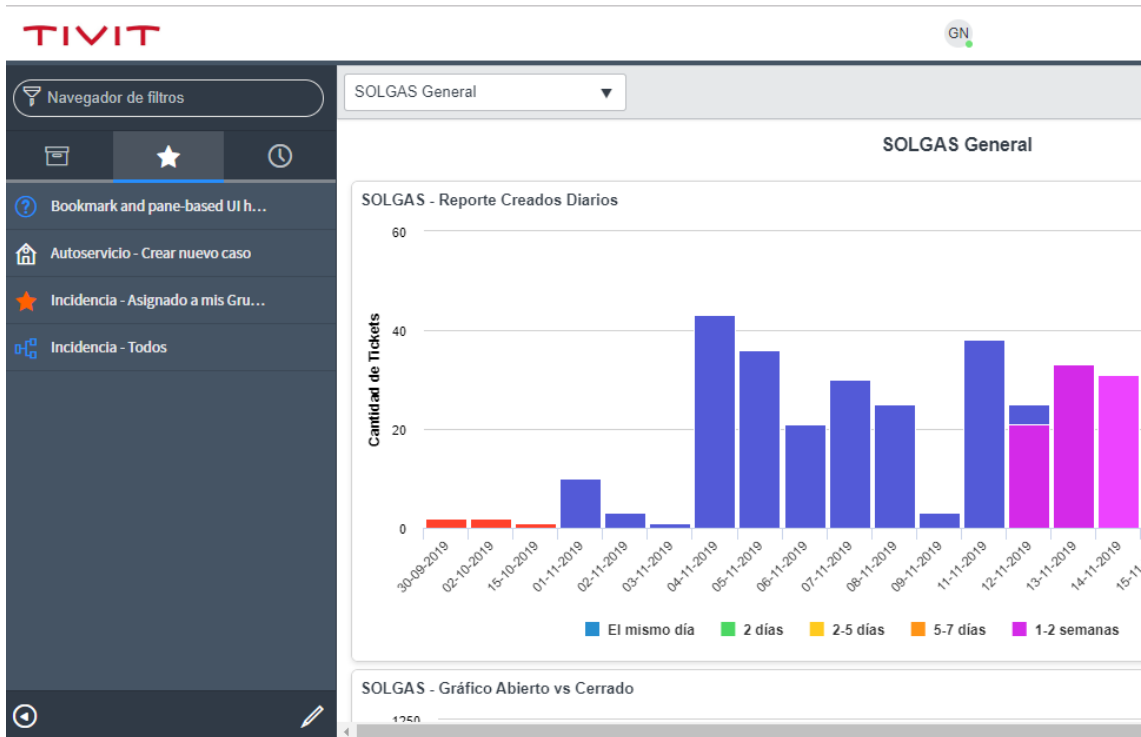 TIVIT
GN
Navegador de filtros
SOLGAS General
SOLGAS General
Bookmark and pane-based UI h...
Autoservicio - Crear nuevo caso
Incidencia - Asignado a mis Gru...
Incidencia - Todos
SOLGAS - Reporte Creados Diarios
Cantidad de Tickets
60
40
20
0
30-09-2019
02-10-2019
15-10-2019
01-11-2019
02-11-2019
03-11-2019
04-11-2019
05-11-2019
06-11-2019
07-11-2019
08-11-2019
09-11-2019
11-11-2019
12-11-2019
13-11-2019
14-11-2019
15-11
El mismo día
2 días
2-5 días
5-7 días
1-2 semanas
SOLGAS - Gráfico Abierto vs Cerrado
1250